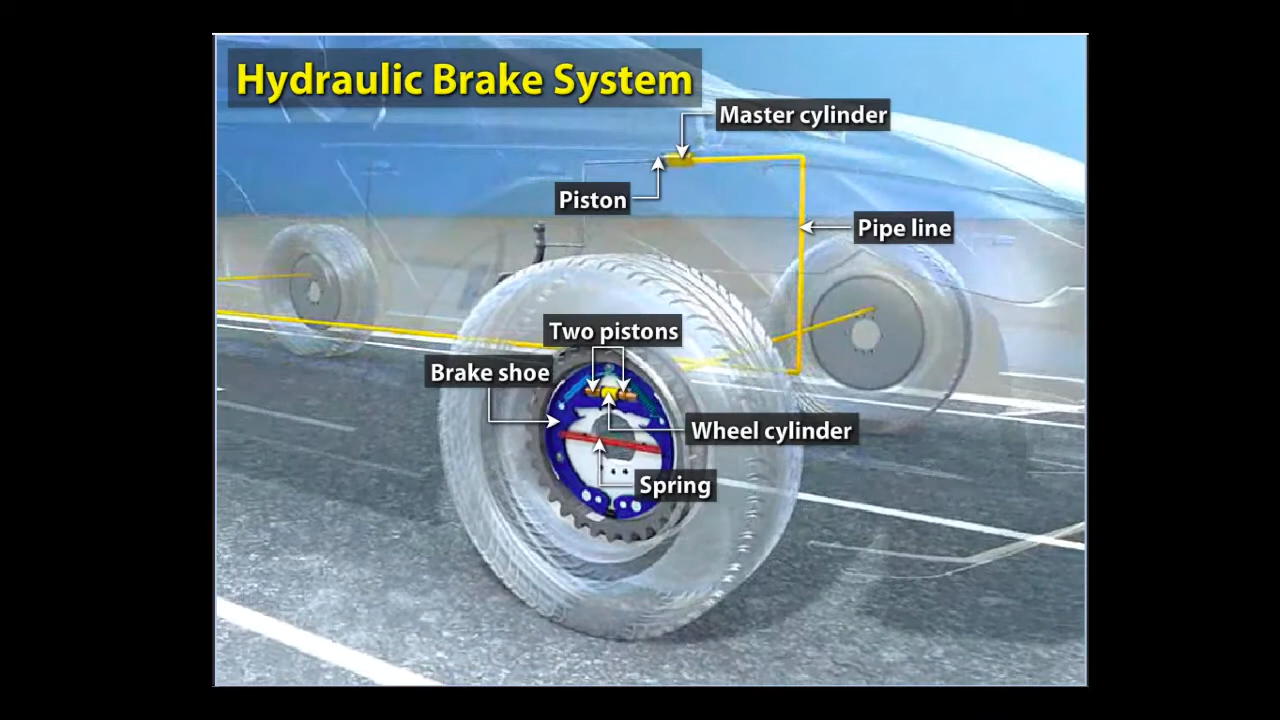 Hydraulic Brake System
Master cylinder
Piston
Pipe line
Two pistons
Brake shoe
Wheel cylinder
Spring